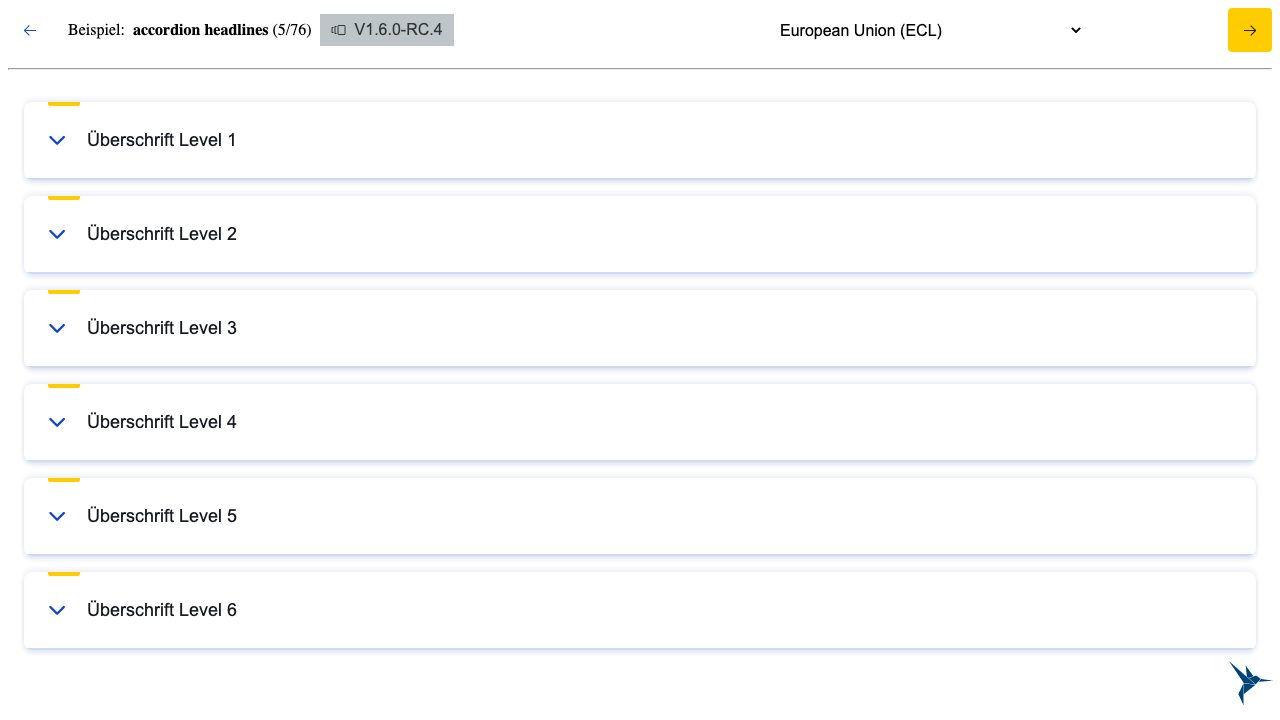 Beispiel: accordion headlines (5/76) V1.6.0-RC.4 European Union (ECL)
Überschrift Level 1
Überschrift Level 2
Überschrift Level 3
Überschrift Level 4
Überschrift Level 5
Überschrift Level 6